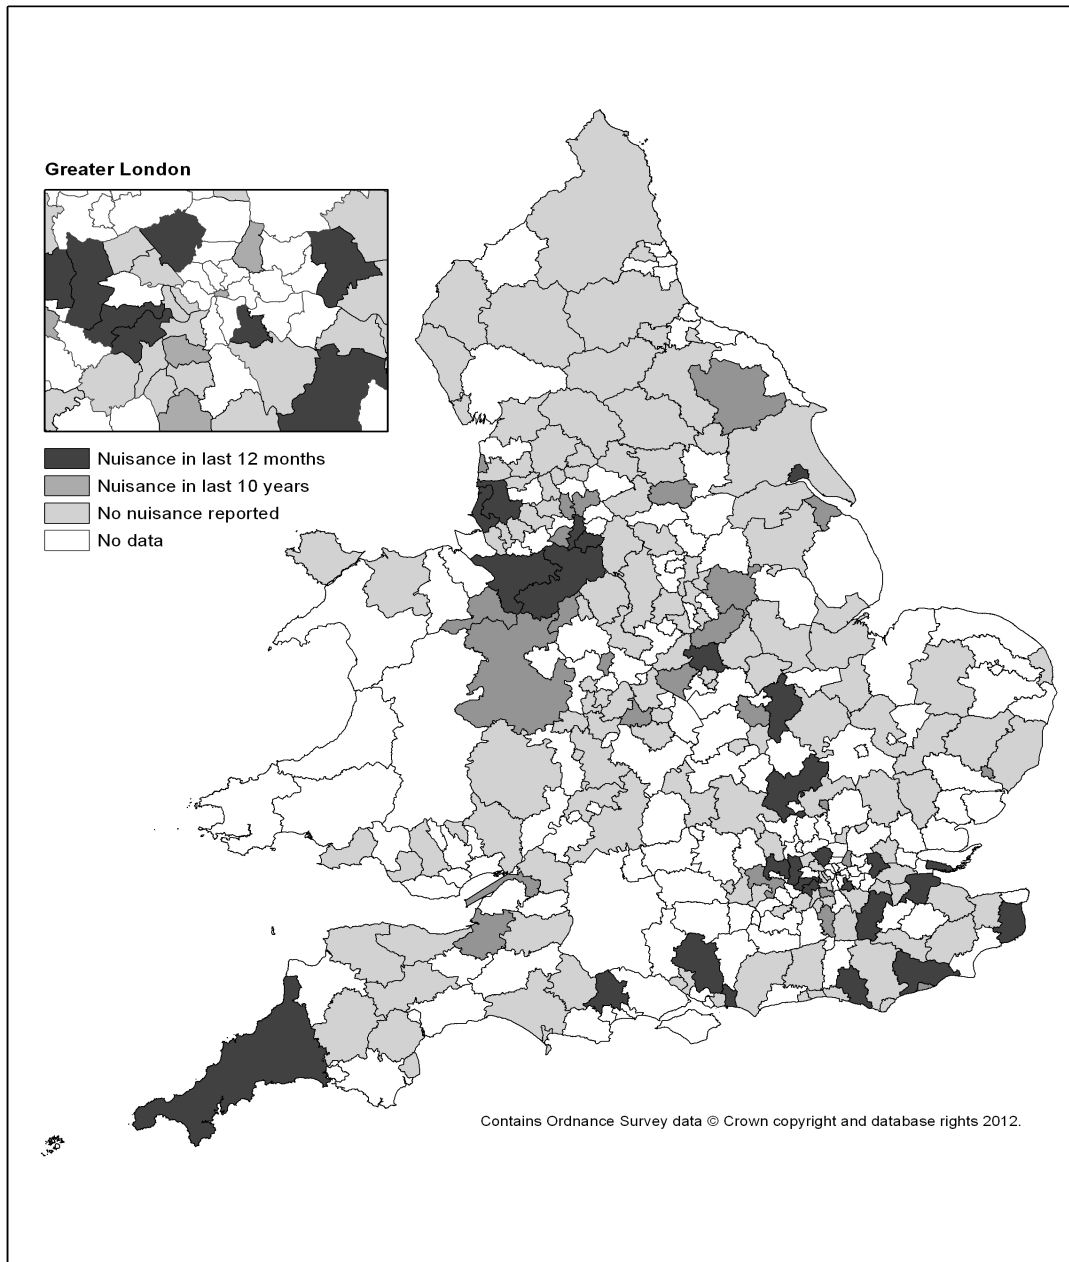 Greater London
Nuisance in last 12 months
Nuisance in last 10 years
No nuisance reported
No data
Contains Ordnance Survey data © Crown copyright and database rights 2012.